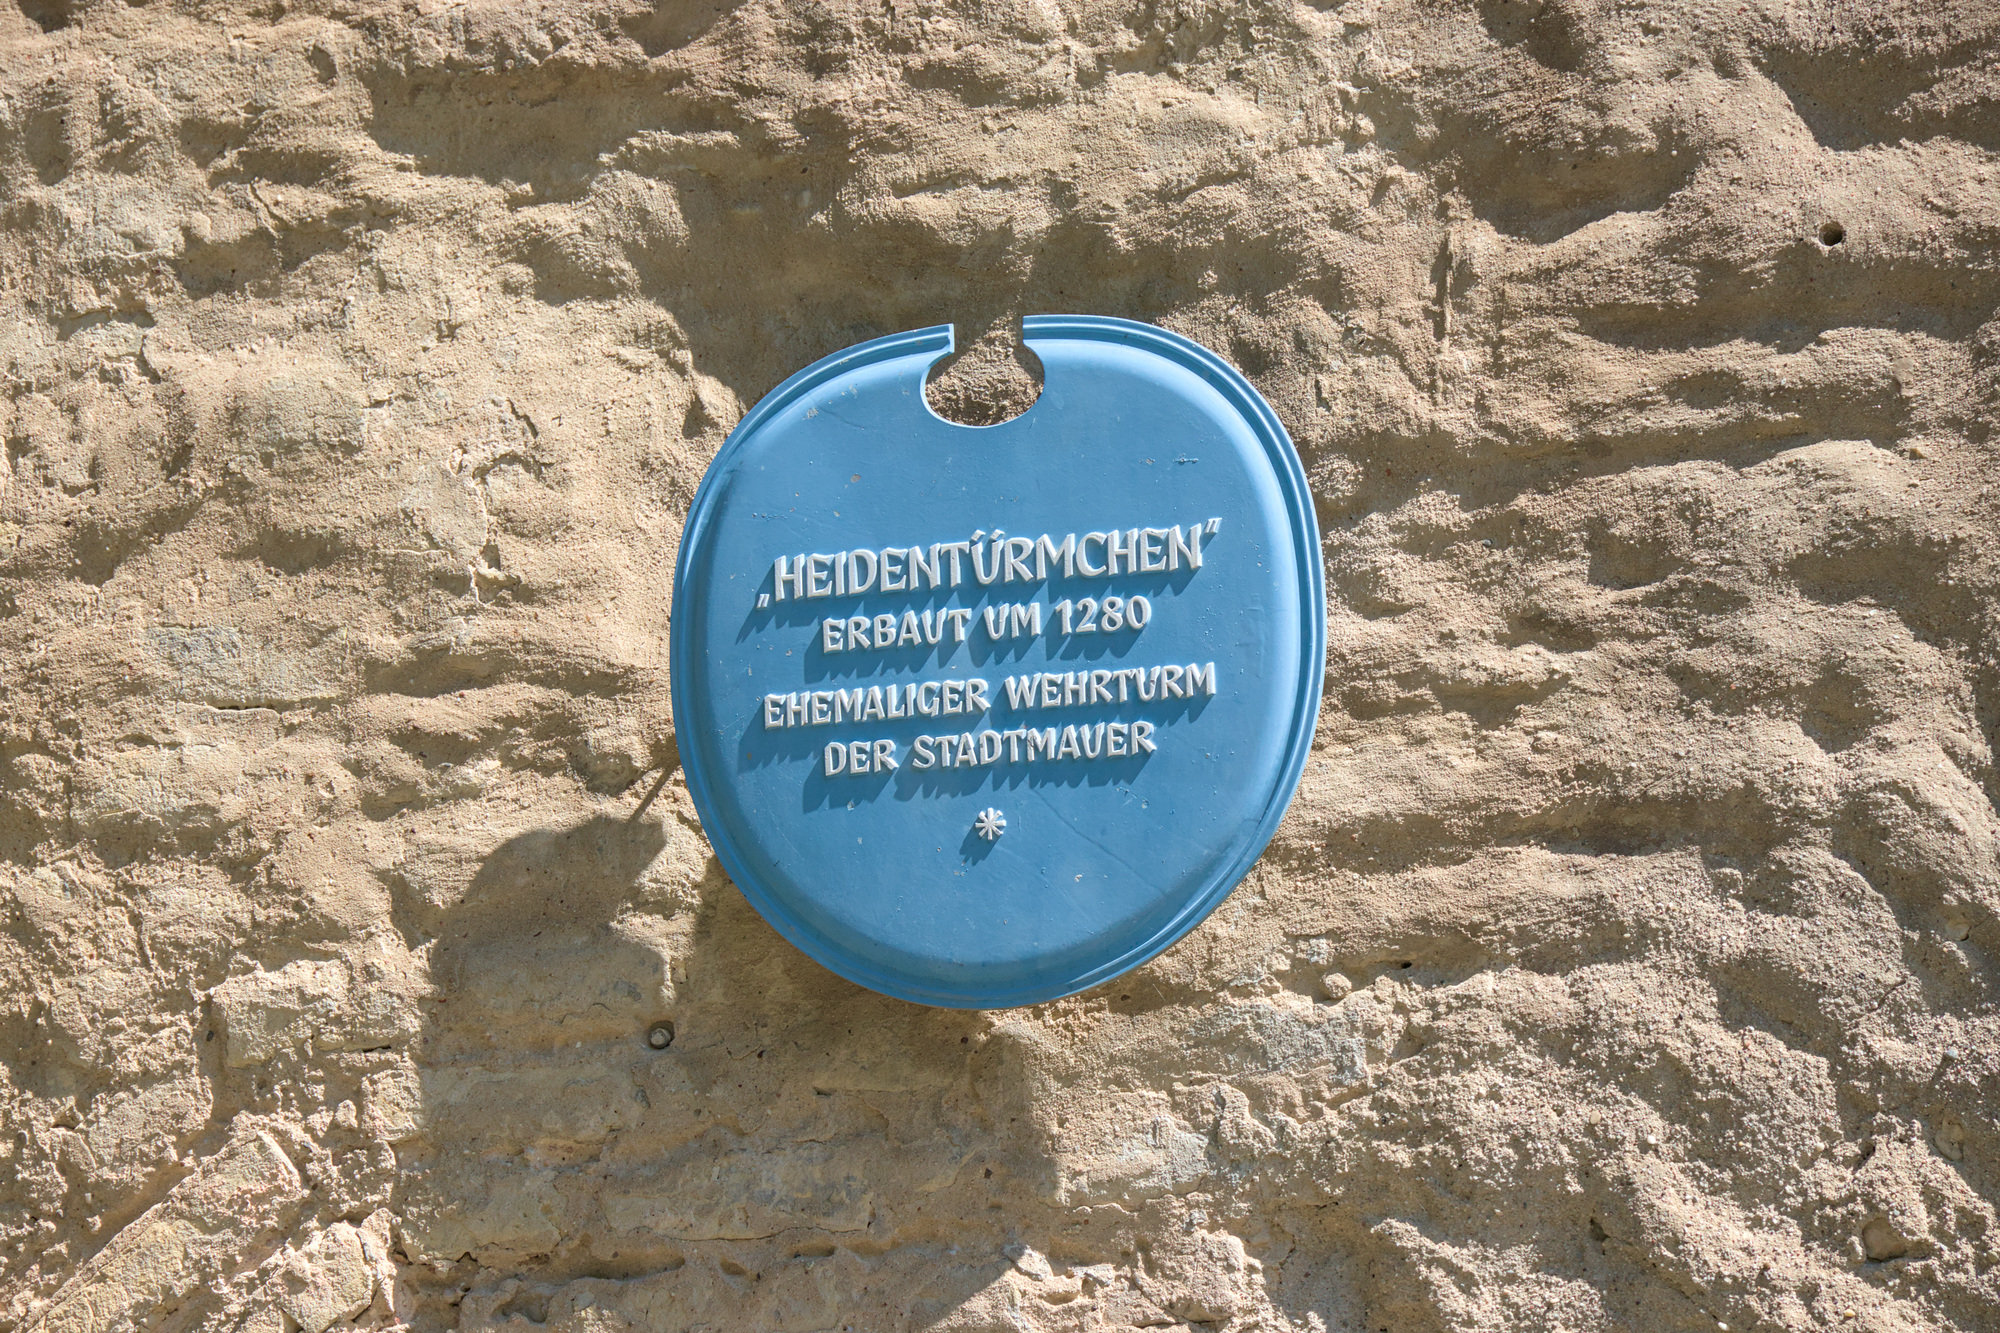 „HEIDENTÜRMCHEN"
ERBAUT UM 1280
EHEMALIGER WEHRTURM
DER STADTMAUER
*